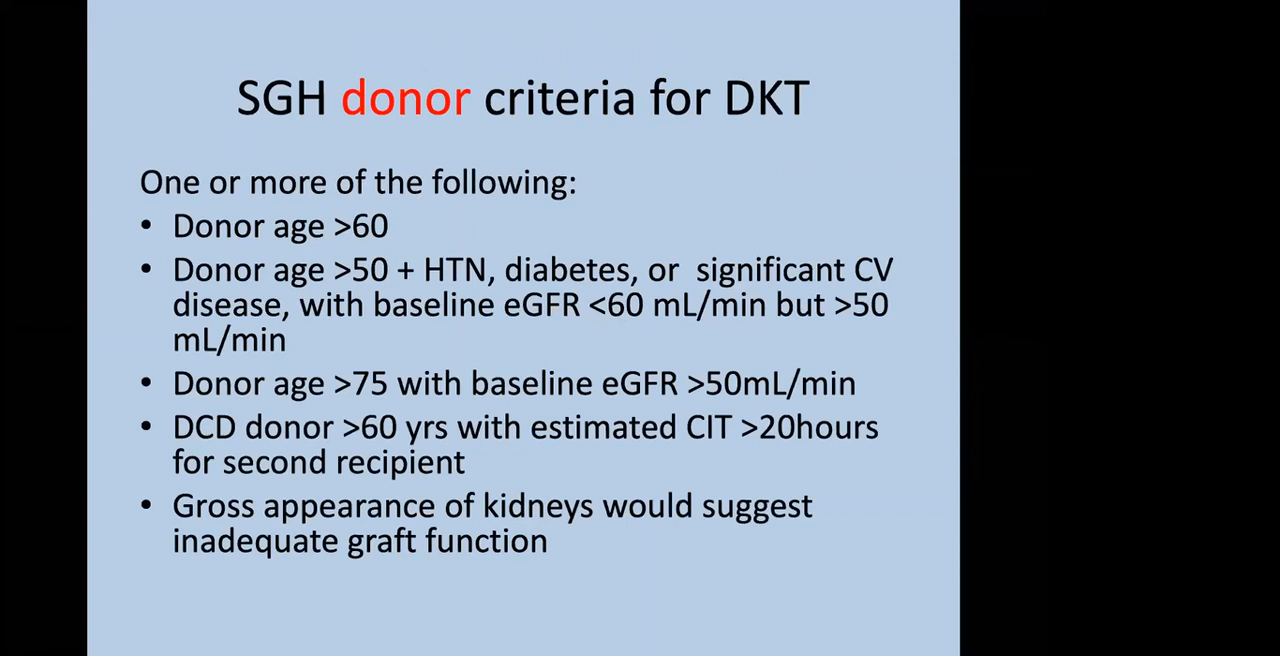 SGH donor criteria for DKT
One or more of the following:
• Donor age >60
• Donor age >50 + HTN, diabetes, or significant CV
disease, with baseline eGFR <60 mL/min but >50
mL/min
• Donor age >75 with baseline eGFR >50mL/min
• DCD donor >60 yrs with estimated CIT >20hours
for second recipient
• Gross appearance of kidneys would suggest
inadequate graft function